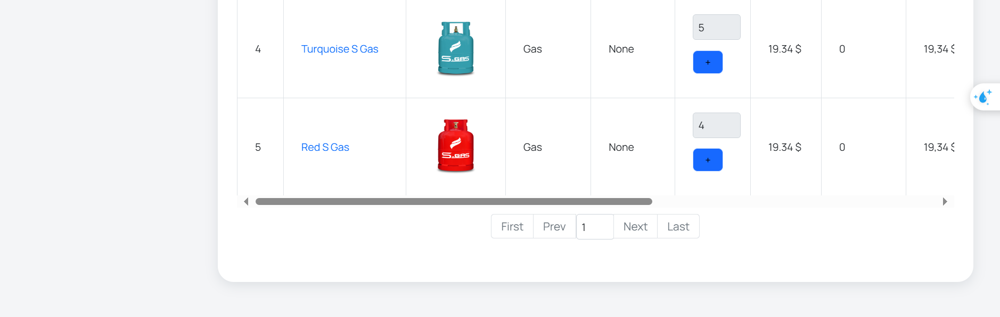 4 Turquoise S Gas S.GAS Gas None 5 + 19.34 $ 0 19,34 $
5 Red S Gas S.GAS Gas None 4 + 19.34 $ 0 19,34 $
First Prev 1 Next Last